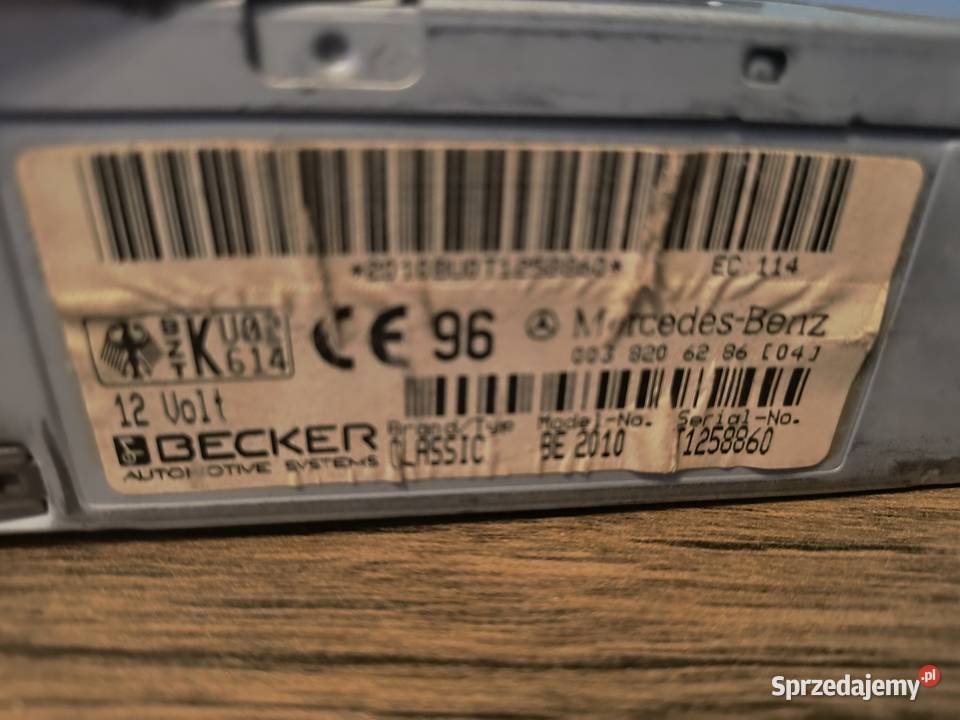 EC:114
BZT K U02 614
CE 96 Mercedes-Benz
003 820 62 86 [04]
12 Volt
BECKER
AUTOMOTIVE SYSTEMS
Brand/Type Model-No. Serial-No.
CLASSIC BE 2010 T1258860
Sprzedajemy.pl